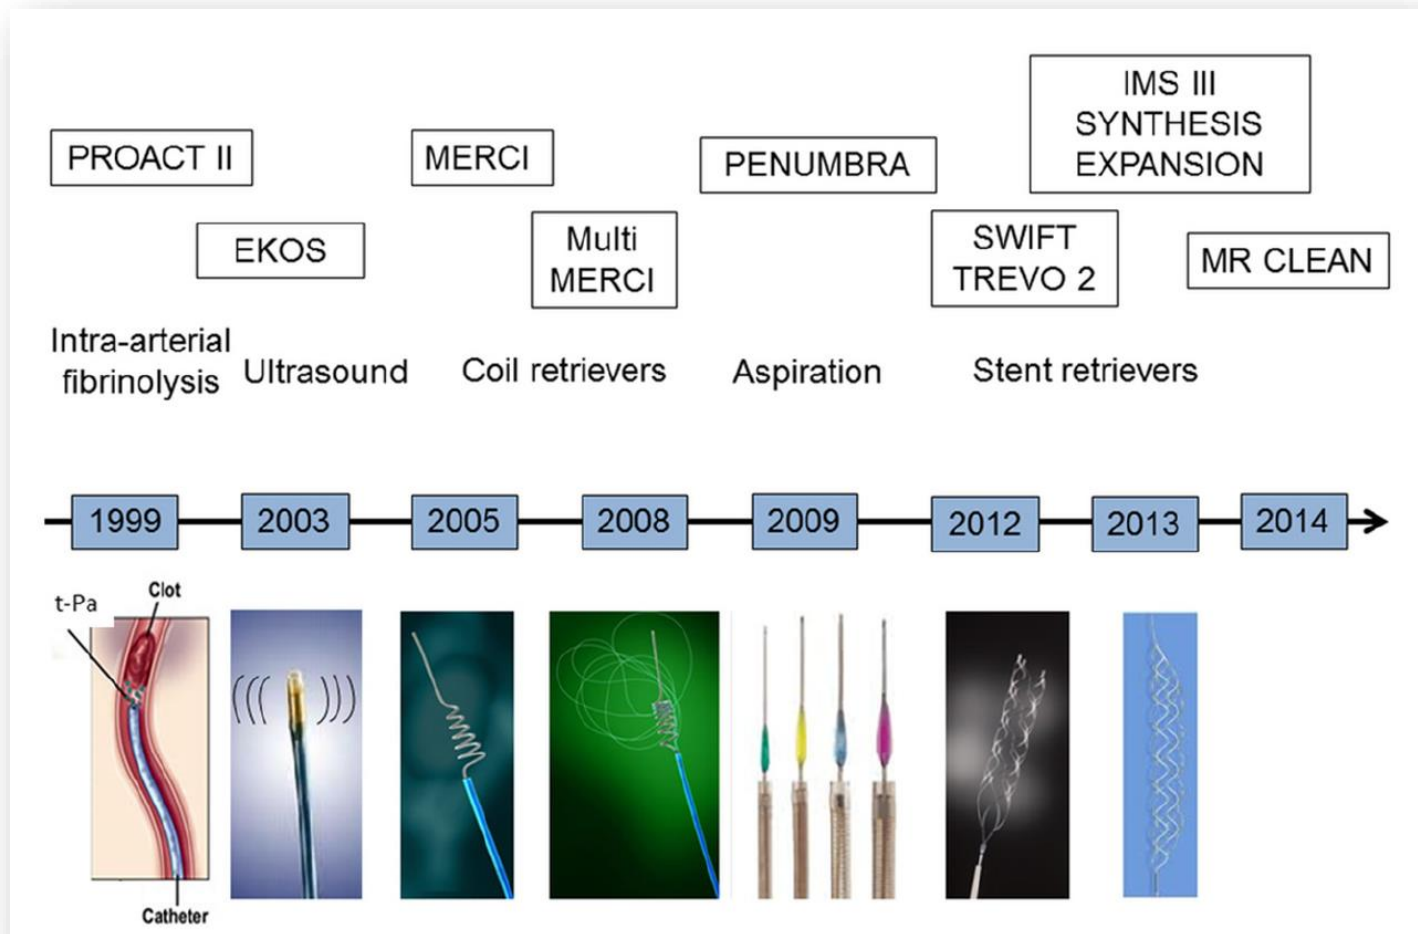 PROACT II
EKOS
MERCI
Multi
MERCI
PENUMBRA
SWIFT
TREVO 2
IMS III
SYNTHESIS
EXPANSION
MR CLEAN
Intra-arterial
fibrinolysis
Ultrasound
Coil retrievers
Aspiration
Stent retrievers
1999
2003
2005
2008
2009
2012
2013
2014
t-Pa
Clot
Catheter